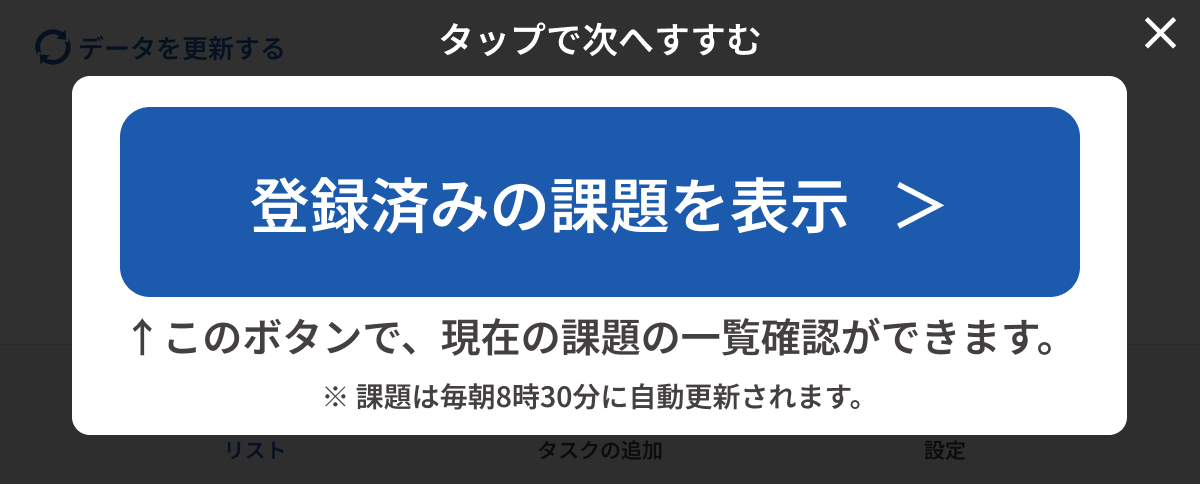 データを更新する
タップで次へすすむ
登録済みの課題を表示 ＞
↑このボタンで、現在の課題の一覧確認ができます。
※ 課題は毎朝8時30分に自動更新されます。
リスト
タスクの追加
設定